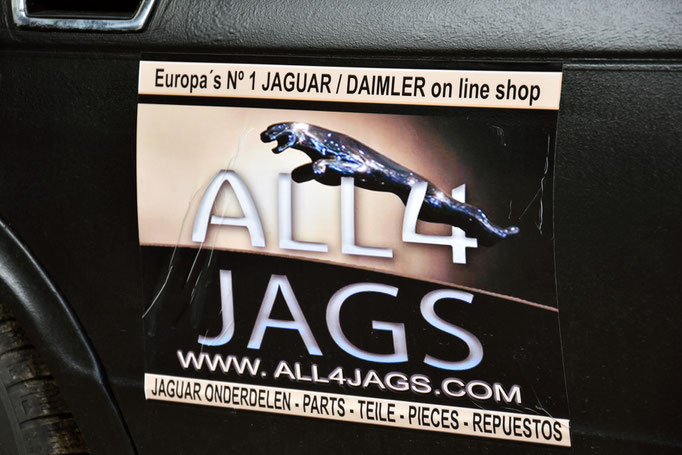 Europa´s Nº 1 JAGUAR / DAIMLER on line shop
ALL4
JAGS
WWW. ALL4JAGS.COM
JAGUAR ONDERDELEN - PARTS - TEILE - PIECES - REPUESTOS